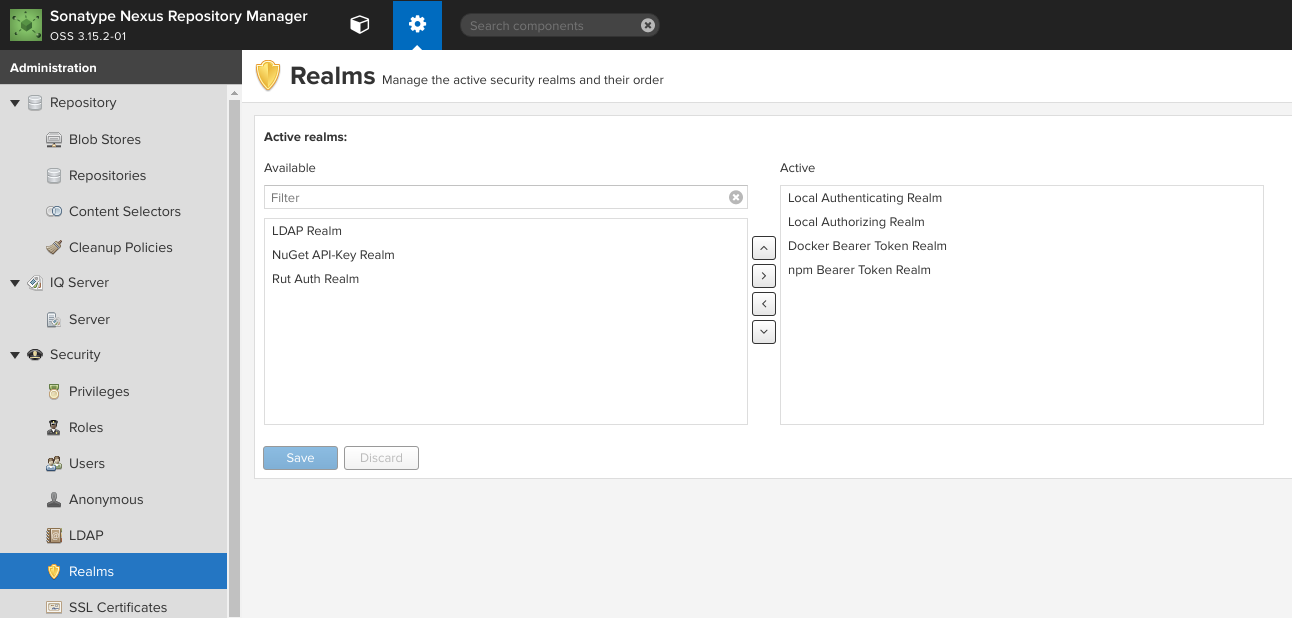 Sonatype Nexus Repository Manager
OSS 3.15.2-01
Search components
Administration
Repository
Blob Stores
Repositories
Content Selectors
Cleanup Policies
IQ Server
Server
Security
Privileges
Roles
Users
Anonymous
LDAP
Realms
SSL Certificates
Realms Manage the active security realms and their order
Active realms:
Available
Filter
LDAP Realm
NuGet API-Key Realm
Rut Auth Realm
Active
Local Authenticating Realm
Local Authorizing Realm
Docker Bearer Token Realm
npm Bearer Token Realm
Save Discard